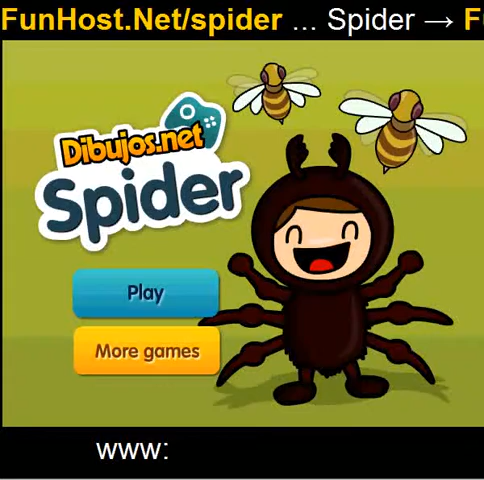 FunHost.Net/spider ... Spider → F
Dibujos.net
Spider
Play
More games
www: